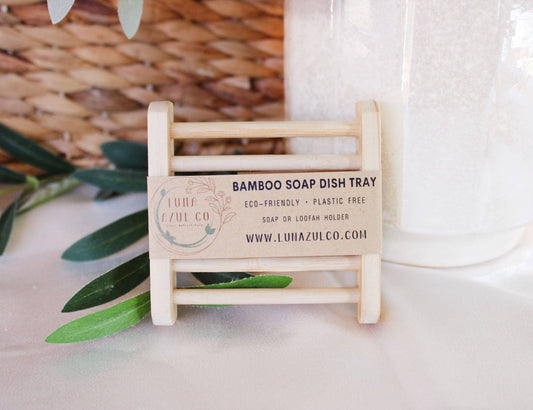 LUNA
AZUL CO
BAMBOO SOAP DISH TRAY
ECO-FRIENDLY • PLASTIC FREE
SOAP OR LOOFAH HOLDER
WWW.LUNAZULCO.COM